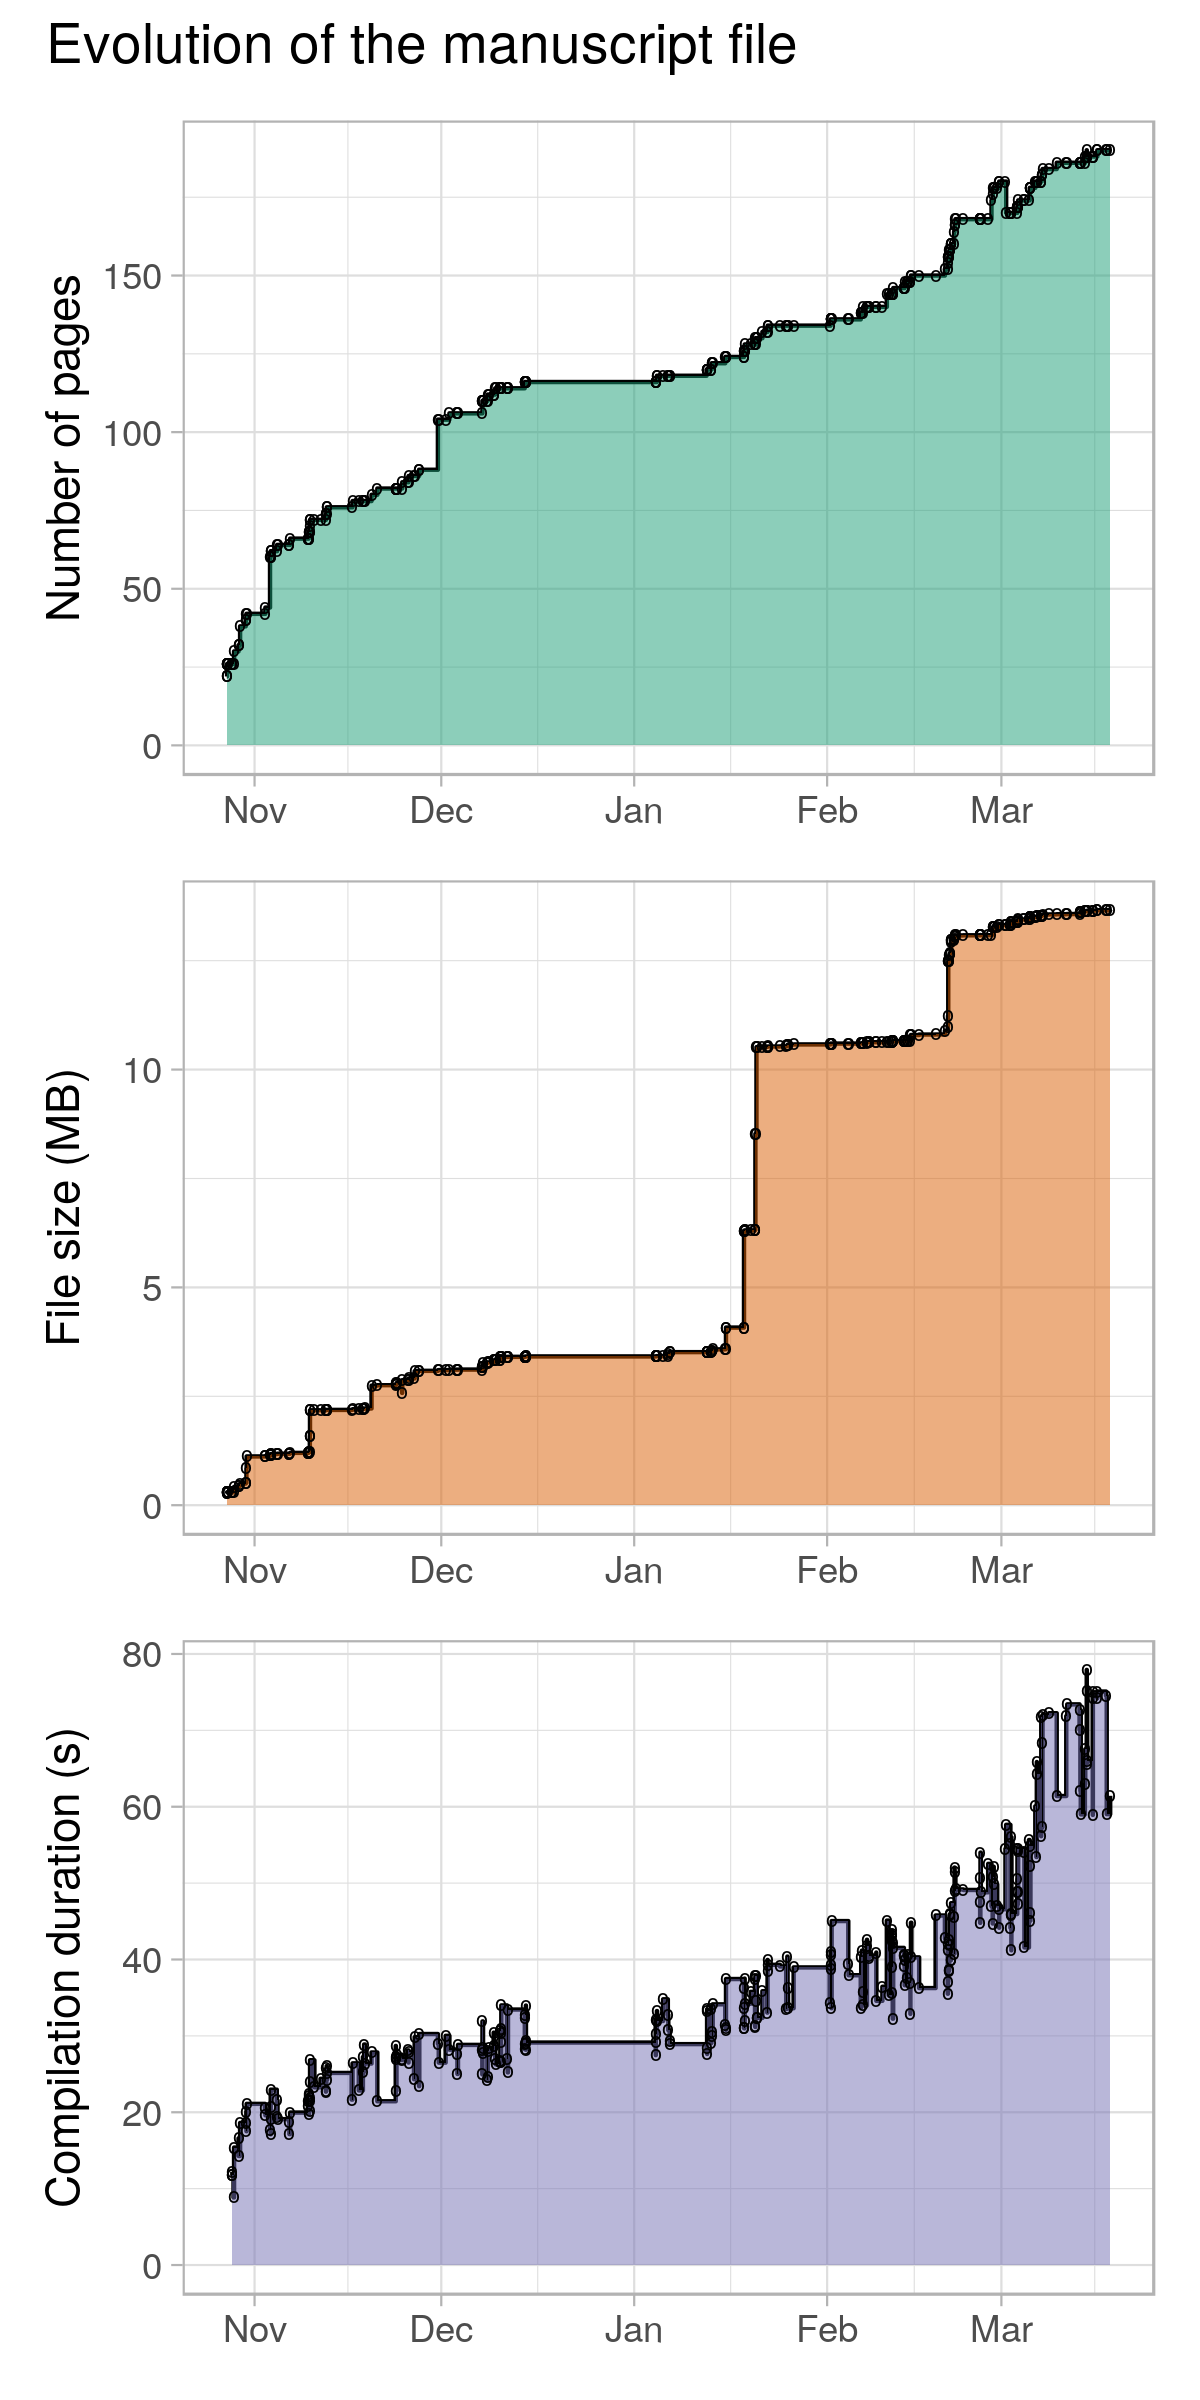 Evolution of the manuscript file
Number of pages
150
100
50
0
Nov Dec Jan Feb Mar
File size (MB)
10
5
0
Nov Dec Jan Feb Mar
Compilation duration (s)
80
60
40
20
0
Nov Dec Jan Feb Mar